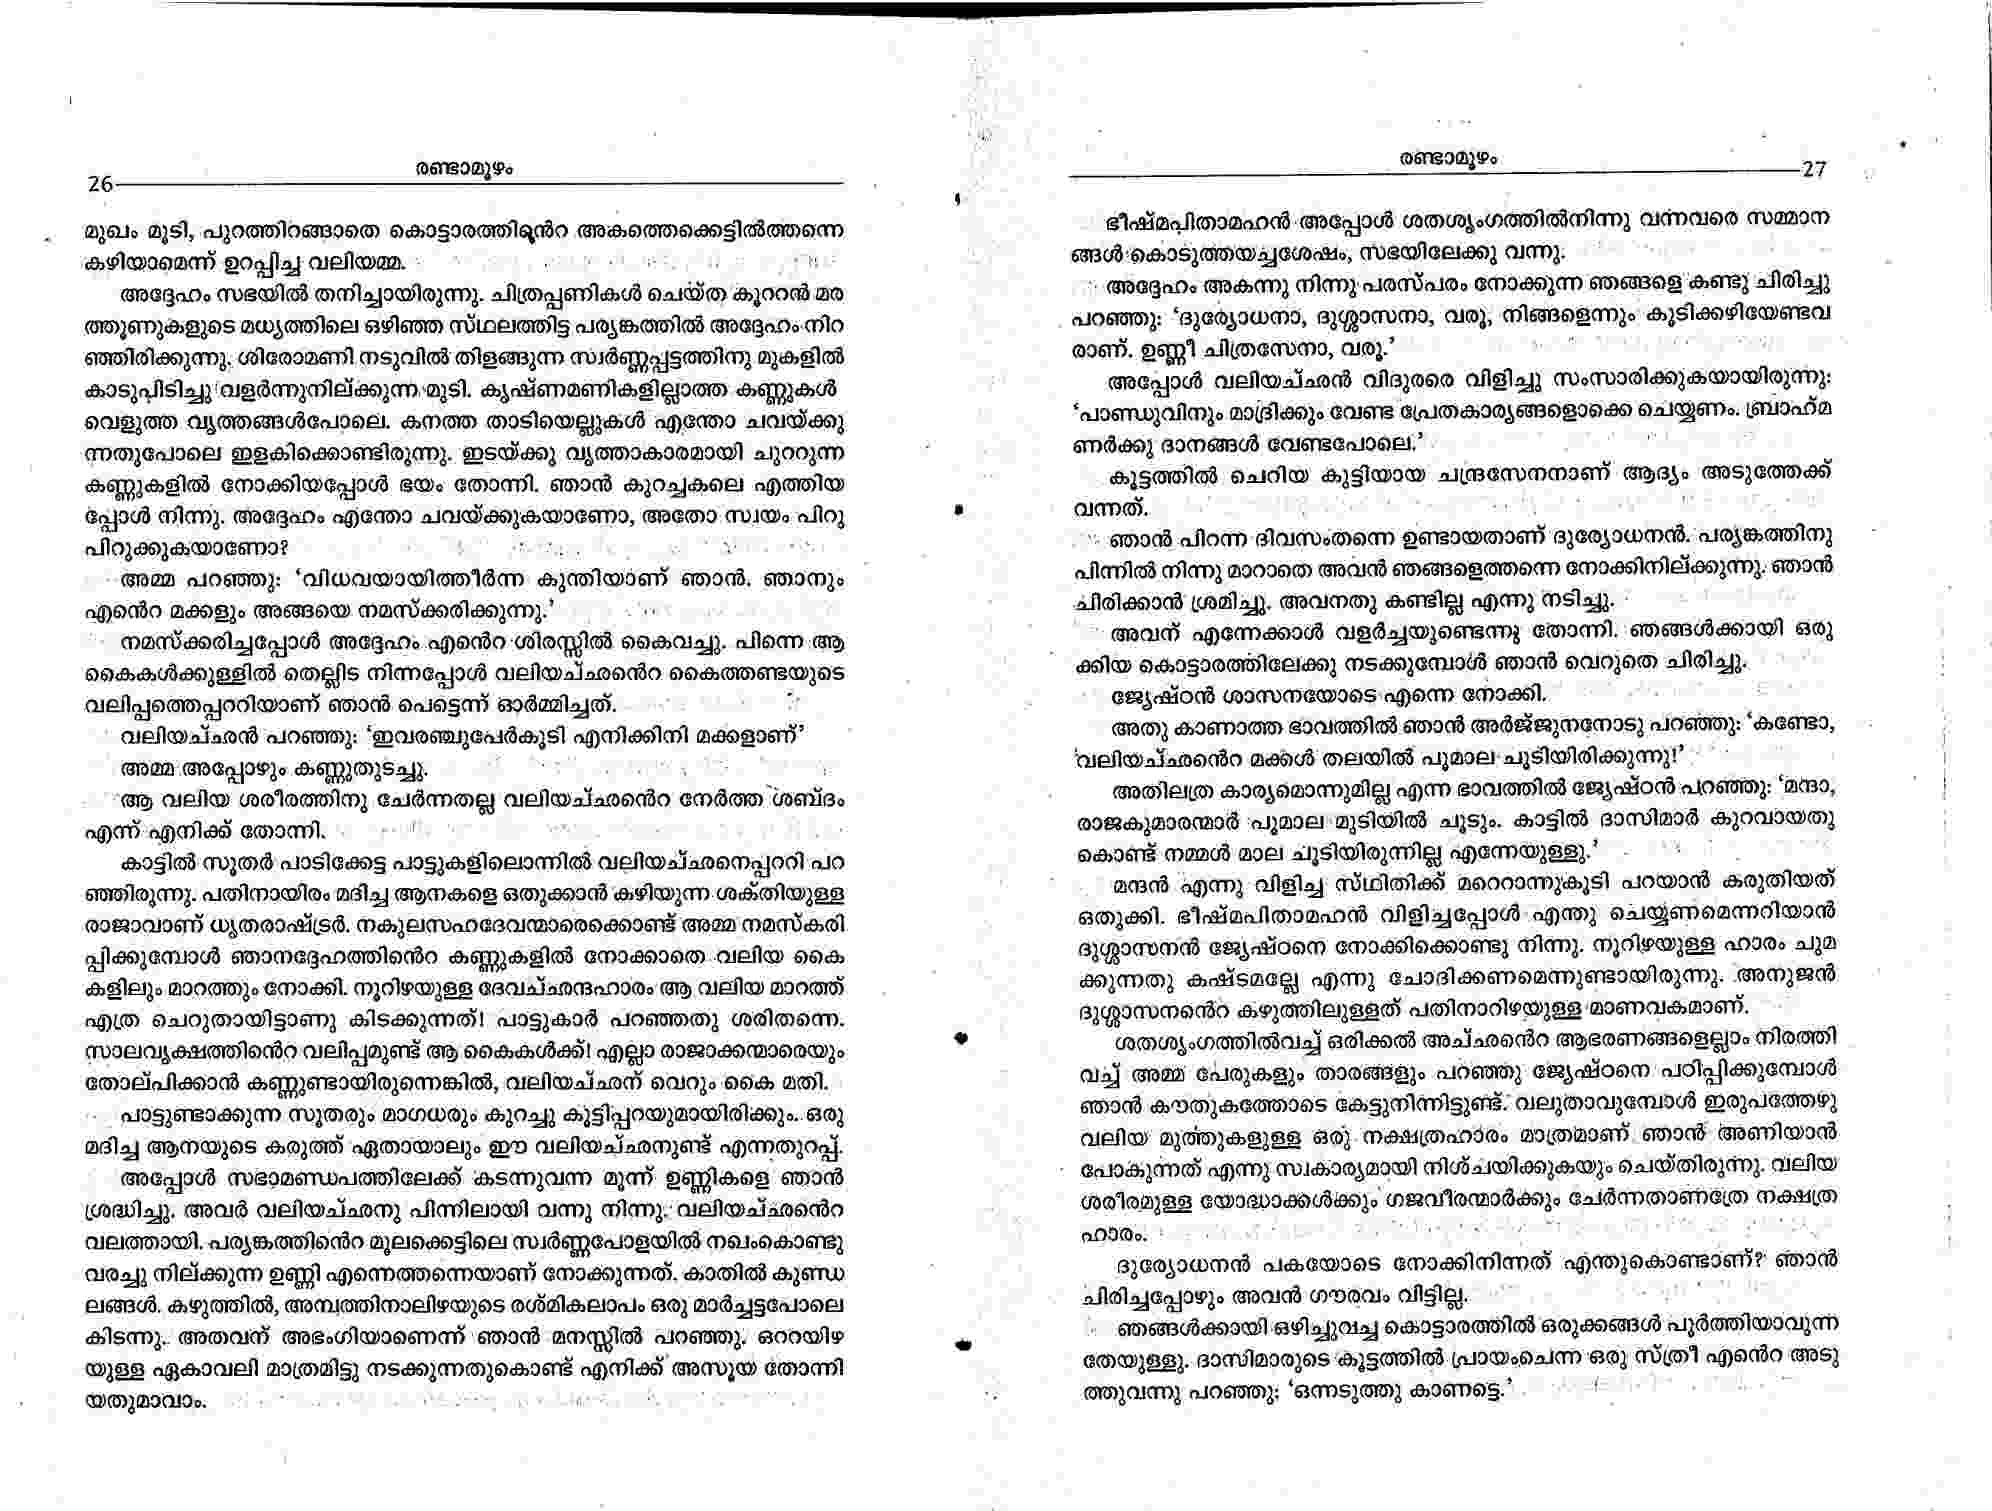 രണ്ടാമൂഴം
26
മുഖം മൂടി, പുറത്തിറങ്ങാതെ കൊട്ടാരത്തിൻെറ അകത്തെക്കെട്ടിൽത്തന്നെ
കഴിയാമെന്ന് ഉറപ്പിച്ച വലിയമ്മ.
അദ്ദേഹം സഭയിൽ തനിച്ചായിരുന്നു. ചിത്രപ്പണികൾ ചെയ്ത കൂററൻ മര
ത്തൂണുകളുടെ മധ്യത്തിലെ ഒഴിഞ്ഞ സ്ഥലത്തിട്ട പര്യങ്കത്തിൽ അദ്ദേഹം നിറ
ഞ്ഞിരിക്കുന്നു. ശിരോമണി നടുവിൽ തിളങ്ങുന്ന സ്വർണ്ണപ്പട്ടത്തിനു മുകളിൽ
കാടുപിടിച്ചു വളർന്നുനില്ക്കുന്ന മുടി. കൃഷ്ണമണികളില്ലാത്ത കണ്ണുകൾ
വെളുത്ത വൃത്തങ്ങൾപോലെ. കനത്ത താടിയെല്ലുകൾ എന്തോ ചവയ്ക്കു
ന്നതുപോലെ ഇളകിക്കൊണ്ടിരുന്നു. ഇടയ്ക്കു വൃത്താകാരമായി ചുററുന്ന
കണ്ണുകളിൽ നോക്കിയപ്പോൾ ഭയം തോന്നി. ഞാൻ കുറച്ചകലെ എത്തിയ
പ്പോൾ നിന്നു. അദ്ദേഹം എന്തോ ചവയ്ക്കുകയാണോ, അതോ സ്വയം പിറു
പിറുക്കുകയാണോ?
അമ്മ പറഞ്ഞു: ‘വിധവയായിത്തീർന്ന കുന്തിയാണ് ഞാൻ. ഞാനും
എൻെറ മക്കളും അങ്ങയെ നമസ്ക്കരിക്കുന്നു.’
നമസ്ക്കരിച്ചപ്പോൾ അദ്ദേഹം എൻെറ ശിരസ്സിൽ കൈവച്ചു. പിന്നെ ആ
കൈകൾക്കുള്ളിൽ തെല്ലിട നിന്നപ്പോൾ വലിയച്ഛൻെറ കൈത്തണ്ടയുടെ
വലിപ്പത്തെപ്പററിയാണ് ഞാൻ പെട്ടെന്ന് ഓർമ്മിച്ചത്.
വലിയച്ഛൻ പറഞ്ഞു: ‘ഇവരഞ്ചുപേർകൂടി എനിക്കിനി മക്കളാണ്’
അമ്മ അപ്പോഴും കണ്ണുതുടച്ചു.
ആ വലിയ ശരീരത്തിനു ചേർന്നതല്ല വലിയച്ഛൻെറ നേർത്ത ശബ്ദം
എന്ന് എനിക്ക് തോന്നി.
കാട്ടിൽ സൂതർ പാടിക്കേട്ട പാട്ടുകളിലൊന്നിൽ വലിയച്ഛനെപ്പററി പറ
ഞ്ഞിരുന്നു. പതിനായിരം മദിച്ച ആനകളെ ഒതുക്കാൻ കഴിയുന്ന ശക്തിയുള്ള
രാജാവാണ് ധൃതരാഷ്ട്രർ. നകുലസഹദേവന്മാരെക്കൊണ്ട് അമ്മ നമസ്കരി
പ്പിക്കുമ്പോൾ ഞാനദ്ദേഹത്തിൻെറ കണ്ണുകളിൽ നോക്കാതെ വലിയ കൈ
കളിലും മാറത്തും നോക്കി. നൂറിഴയുള്ള ദേവച്ഛന്ദഹാരം ആ വലിയ മാറത്ത്
എത്ര ചെറുതായിട്ടാണു കിടക്കുന്നത്! പാട്ടുകാർ പറഞ്ഞതു ശരിതന്നെ.
സാലവൃക്ഷത്തിൻെറ വലിപ്പമുണ്ട് ആ കൈകൾക്ക്! എല്ലാ രാജാക്കന്മാരെയും
തോല്പിക്കാൻ കണ്ണുണ്ടായിരുന്നെങ്കിൽ, വലിയച്ഛന് വെറും കൈ മതി.
പാട്ടുണ്ടാക്കുന്ന സൂതരും മാഗധരും കുറച്ചു കൂട്ടിപ്പറയുമായിരിക്കും. ഒരു
മദിച്ച ആനയുടെ കരുത്ത് ഏതായാലും ഈ വലിയച്ഛനുണ്ട് എന്നതുറപ്പ്.
അപ്പോൾ സഭാമണ്ഡപത്തിലേക്ക് കടന്നുവന്ന മൂന്ന് ഉണ്ണികളെ ഞാൻ
ശ്രദ്ധിച്ചു. അവർ വലിയച്ഛനു പിന്നിലായി വന്നു നിന്നു. വലിയച്ഛൻെറ
വലത്തായി. പര്യങ്കത്തിൻെറ മൂലക്കെട്ടിലെ സ്വർണ്ണപോളയിൽ നഖംകൊണ്ടു
വരച്ചു നില്ക്കുന്ന ഉണ്ണി എന്നെത്തന്നെയാണ് നോക്കുന്നത്. കാതിൽ കുണ്ഡ
ലങ്ങൾ. കഴുത്തിൽ, അമ്പത്തിനാലിഴയുടെ രശ്മികലാപം ഒരു മാർച്ചട്ടപോലെ
കിടന്നു. അതവന് അഭംഗിയാണെന്ന് ഞാൻ മനസ്സിൽ പറഞ്ഞു. ഒററയിഴ
യുള്ള ഏകാവലി മാത്രമിട്ടു നടക്കുന്നതുകൊണ്ട് എനിക്ക് അസൂയ തോന്നി
യതുമാവാം.
രണ്ടാമൂഴം
27
ഭീഷ്മപിതാമഹൻ അപ്പോൾ ശതശൃംഗത്തിൽനിന്നു വന്നവരെ സമ്മാന
ങ്ങൾ കൊടുത്തയച്ചശേഷം, സഭയിലേക്കു വന്നു.
അദ്ദേഹം അകന്നു നിന്നു പരസ്പരം നോക്കുന്ന ഞങ്ങളെ കണ്ടു ചിരിച്ചു
പറഞ്ഞു: ‘ദുര്യോധനാ, ദുശ്ശാസനാ, വരൂ, നിങ്ങളെന്നും കൂടിക്കഴിയേണ്ടവ
രാണ്. ഉണ്ണീ ചിത്രസേനാ, വരൂ.’
അപ്പോൾ വലിയച്ഛൻ വിദുരരെ വിളിച്ചു സംസാരിക്കുകയായിരുന്നു:
‘പാണ്ഡുവിനും മാദ്രിക്കും വേണ്ട പ്രേതകാര്യങ്ങളൊക്കെ ചെയ്യണം. ബ്രാഹ്മ
ണർക്കു ദാനങ്ങൾ വേണ്ടപോലെ.’
കൂട്ടത്തിൽ ചെറിയ കുട്ടിയായ ചന്ദ്രസേനനാണ് ആദ്യം അടുത്തേക്ക്
വന്നത്.
ഞാൻ പിറന്ന ദിവസംതന്നെ ഉണ്ടായതാണ് ദുര്യോധനൻ. പര്യങ്കത്തിനു
പിന്നിൽ നിന്നു മാറാതെ അവൻ ഞങ്ങളെത്തന്നെ നോക്കിനില്ക്കുന്നു. ഞാൻ
ചിരിക്കാൻ ശ്രമിച്ചു. അവനതു കണ്ടില്ല എന്നു നടിച്ചു.
അവന് എന്നേക്കാൾ വളർച്ചയുണ്ടെന്നു തോന്നി. ഞങ്ങൾക്കായി ഒരു
ക്കിയ കൊട്ടാരത്തിലേക്കു നടക്കുമ്പോൾ ഞാൻ വെറുതെ ചിരിച്ചു.
ജ്യേഷ്ഠൻ ശാസനയോടെ എന്നെ നോക്കി.
അതു കാണാത്ത ഭാവത്തിൽ ഞാൻ അർജ്ജുനനോടു പറഞ്ഞു: ‘കണ്ടോ,
വലിയച്ഛൻെറ മക്കൾ തലയിൽ പൂമാല ചൂടിയിരിക്കുന്നു!’
അതിലത്ര കാര്യമൊന്നുമില്ല എന്ന ഭാവത്തിൽ ജ്യേഷ്ഠൻ പറഞ്ഞു: ‘മന്ദാ,
രാജകുമാരന്മാർ പൂമാല മുടിയിൽ ചൂടും. കാട്ടിൽ ദാസിമാർ കുറവായതു
കൊണ്ട് നമ്മൾ മാല ചൂടിയിരുന്നില്ല എന്നേയുള്ളു.’
മന്ദൻ എന്നു വിളിച്ച സ്ഥിതിക്ക് മറെറാന്നുകൂടി പറയാൻ കരുതിയത്
ഒതുക്കി. ഭീഷ്മപിതാമഹൻ വിളിച്ചപ്പോൾ എന്തു ചെയ്യണമെന്നറിയാൻ
ദുശ്ശാസനൻ ജ്യേഷ്ഠനെ നോക്കിക്കൊണ്ടു നിന്നു. നൂറിഴയുള്ള ഹാരം ചുമ
ക്കുന്നതു കഷ്ടമല്ലേ എന്നു ചോദിക്കണമെന്നുണ്ടായിരുന്നു. അനുജൻ
ദുശ്ശാസനൻെറ കഴുത്തിലുള്ളത് പതിനാറിഴയുള്ള മാണവകമാണ്.
ശതശൃംഗത്തിൽവച്ച് ഒരിക്കൽ അച്ഛൻെറ ആഭരണങ്ങളെല്ലാം നിരത്തി
വച്ച് അമ്മ പേരുകളും താരങ്ങളും പറഞ്ഞു ജ്യേഷ്ഠനെ പഠിപ്പിക്കുമ്പോൾ
ഞാൻ കൗതുകത്തോടെ കേട്ടുനിന്നിട്ടുണ്ട്. വലുതാവുമ്പോൾ ഇരുപത്തേഴു
വലിയ മുത്തുകളുള്ള ഒരു നക്ഷത്രഹാരം മാത്രമാണ് ഞാൻ അണിയാൻ
പോകുന്നത് എന്നു സ്വകാര്യമായി നിശ്ചയിക്കുകയും ചെയ്തിരുന്നു. വലിയ
ശരീരമുള്ള യോദ്ധാക്കൾക്കും ഗജവീരന്മാർക്കും ചേർന്നതാണത്രേ നക്ഷത്ര
ഹാരം.
ദുര്യോധനൻ പകയോടെ നോക്കിനിന്നത് എന്തുകൊണ്ടാണ്? ഞാൻ
ചിരിച്ചപ്പോഴും അവൻ ഗൗരവം വിട്ടില്ല.
ഞങ്ങൾക്കായി ഒഴിച്ചുവച്ച കൊട്ടാരത്തിൽ ഒരുക്കങ്ങൾ പൂർത്തിയാവുന്ന
തേയുള്ളു. ദാസിമാരുടെ കൂട്ടത്തിൽ പ്രായംചെന്ന ഒരു സ്ത്രീ എൻെറ അടു
ത്തുവന്നു പറഞ്ഞു: ‘ഒന്നടുത്തു കാണട്ടെ.’